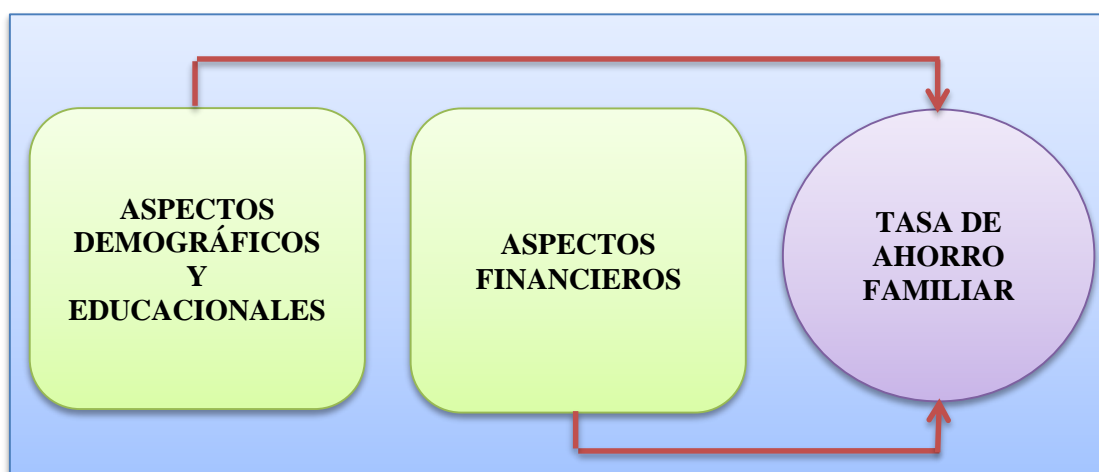 ASPECTOS
DEMOGRÁFICOS
Y
EDUCACIONALES
ASPECTOS
FINANCIEROS
TASA DE
AHORRO
FAMILIAR